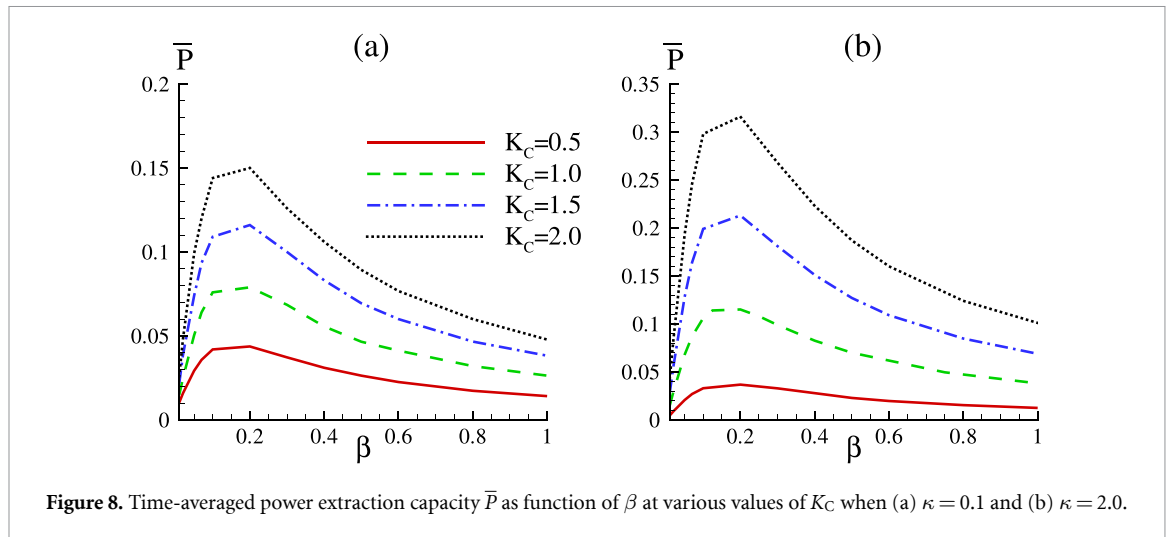 (a)
P̅
0.2
0.15
0.1
0.05
0
0.2 0.4 0.6 0.8 1
β
K_C=0.5
K_C=1.0
K_C=1.5
K_C=2.0
(b)
P̅
0.35
0.3
0.25
0.2
0.15
0.1
0.05
0
0.2 0.4 0.6 0.8 1
β
Figure 8. Time-averaged power extraction capacity P̅ as function of β at various values of K_C when (a) κ = 0.1 and (b) κ = 2.0.